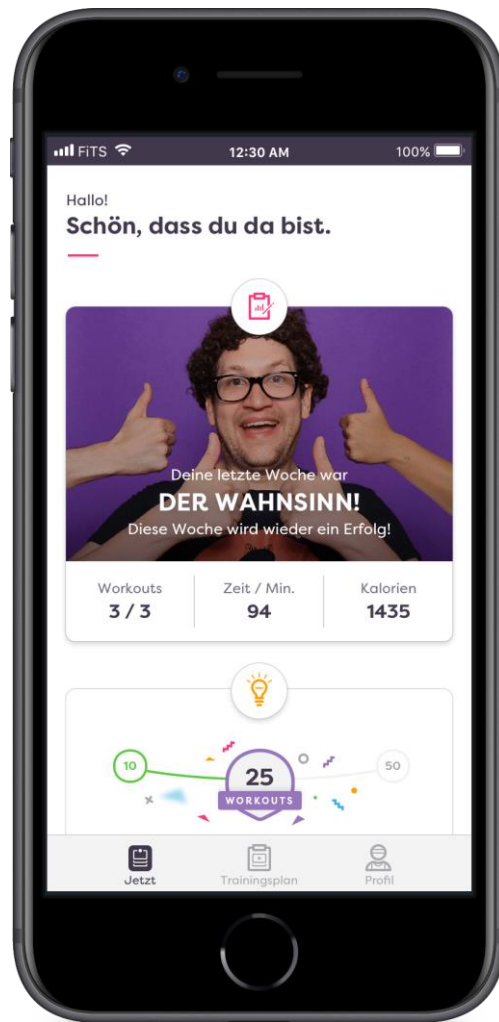 FiTS
12:30 AM
100%
Hallo!
Schön, dass du da bist.
Deine letzte Woche war
DER WAHNSINN!
Diese Woche wird wieder ein Erfolg!
Workouts
Zeit / Min.
Kalorien
3 / 3
94
1435
10
25
50
WORKOUTS
Jetzt
Trainingsplan
Profil